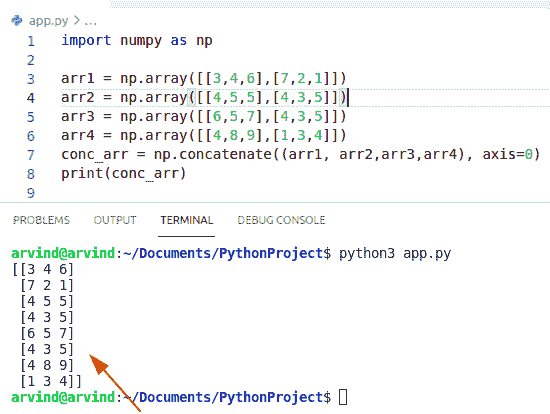 app.py > ...
1 import numpy as np
2
3 arr1 = np.array([[3,4,6],[7,2,1]])
4 arr2 = np.array([[4,5,5],[4,3,5]])
5 arr3 = np.array([[6,5,7],[4,3,5]])
6 arr4 = np.array([[4,8,9],[1,3,4]])
7 conc_arr = np.concatenate((arr1, arr2,arr3,arr4), axis=0)
8 print(conc_arr)
9
PROBLEMS OUTPUT TERMINAL DEBUG CONSOLE
arvind@arvind:~/Documents/PythonProject$ python3 app.py
[[3 4 6]
 [7 2 1]
 [4 5 5]
 [4 3 5]
 [6 5 7]
 [4 3 5]
 [4 8 9]
 [1 3 4]]
arvind@arvind:~/Documents/PythonProject$